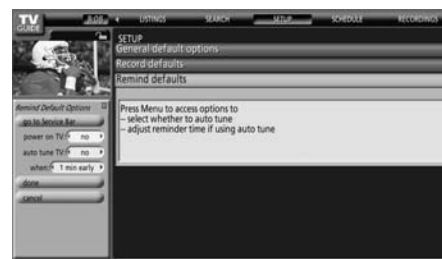 TV
GUIDE
8:08
LISTINGS
SEARCH
SETUP
SCHEDULE
RECORDINGS
SETUP
General default options
Record defaults
Remind defaults
Press Menu to access options to
– select whether to auto tune
– adjust reminder time if using auto tune
Remind Default Options
go to Service Bar
power on TV: no
auto tune TV: no
when: 1 min early
done
cancel